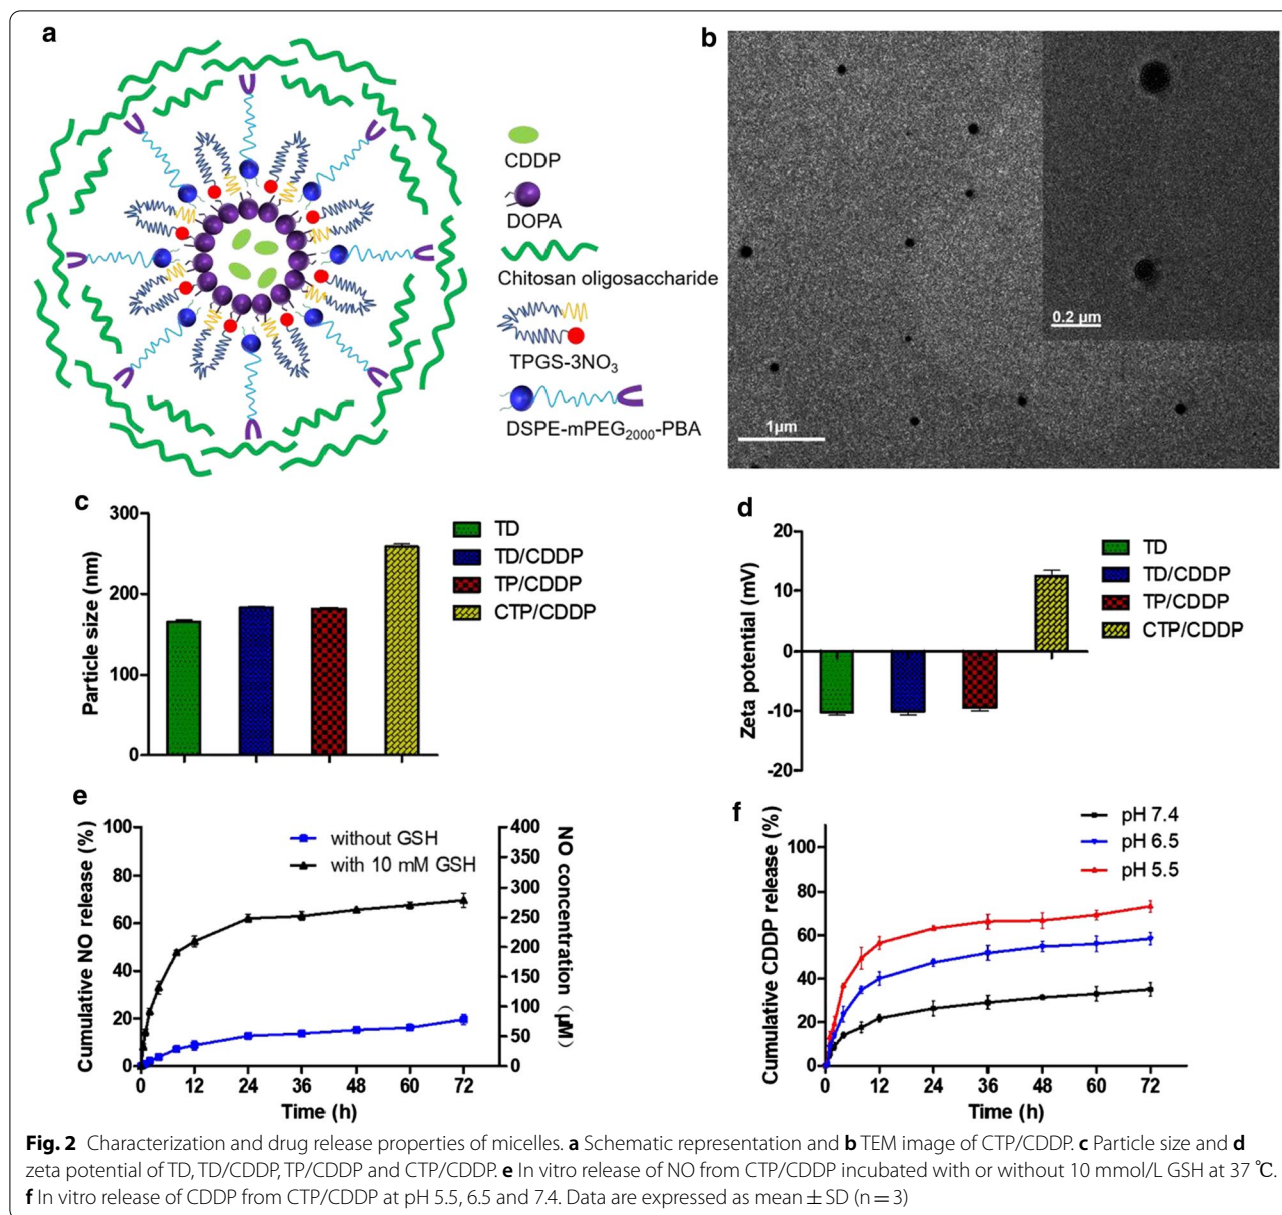 a
CDDP
DOPA
Chitosan oligosaccharide
TPGS-3NO₃
DSPE-mPEG₂₀₀₀-PBA
b
1μm
0.2 μm
c
Particle size (nm)
300
200
100
0
TD
TD/CDDP
TP/CDDP
CTP/CDDP
d
Zeta potential (mV)
20
10
0
-10
-20
TD
TD/CDDP
TP/CDDP
CTP/CDDP
e
Cumulative NO release (%)
100
80
60
40
20
0
without GSH
with 10 mM GSH
400
350
300
250
200
150
100
50
0
NO concentration (μM)
0 12 24 36 48 60 72
Time (h)
f
Cumulative CDDP release (%)
100
80
60
40
20
0
pH 7.4
pH 6.5
pH 5.5
0 12 24 36 48 60 72
Time (h)
Fig. 2 Characterization and drug release properties of micelles. a Schematic representation and b TEM image of CTP/CDDP. c Particle size and d
zeta potential of TD, TD/CDDP, TP/CDDP and CTP/CDDP. e In vitro release of NO from CTP/CDDP incubated with or without 10 mmol/L GSH at 37 ℃.
f In vitro release of CDDP from CTP/CDDP at pH 5.5, 6.5 and 7.4. Data are expressed as mean ± SD (n = 3)